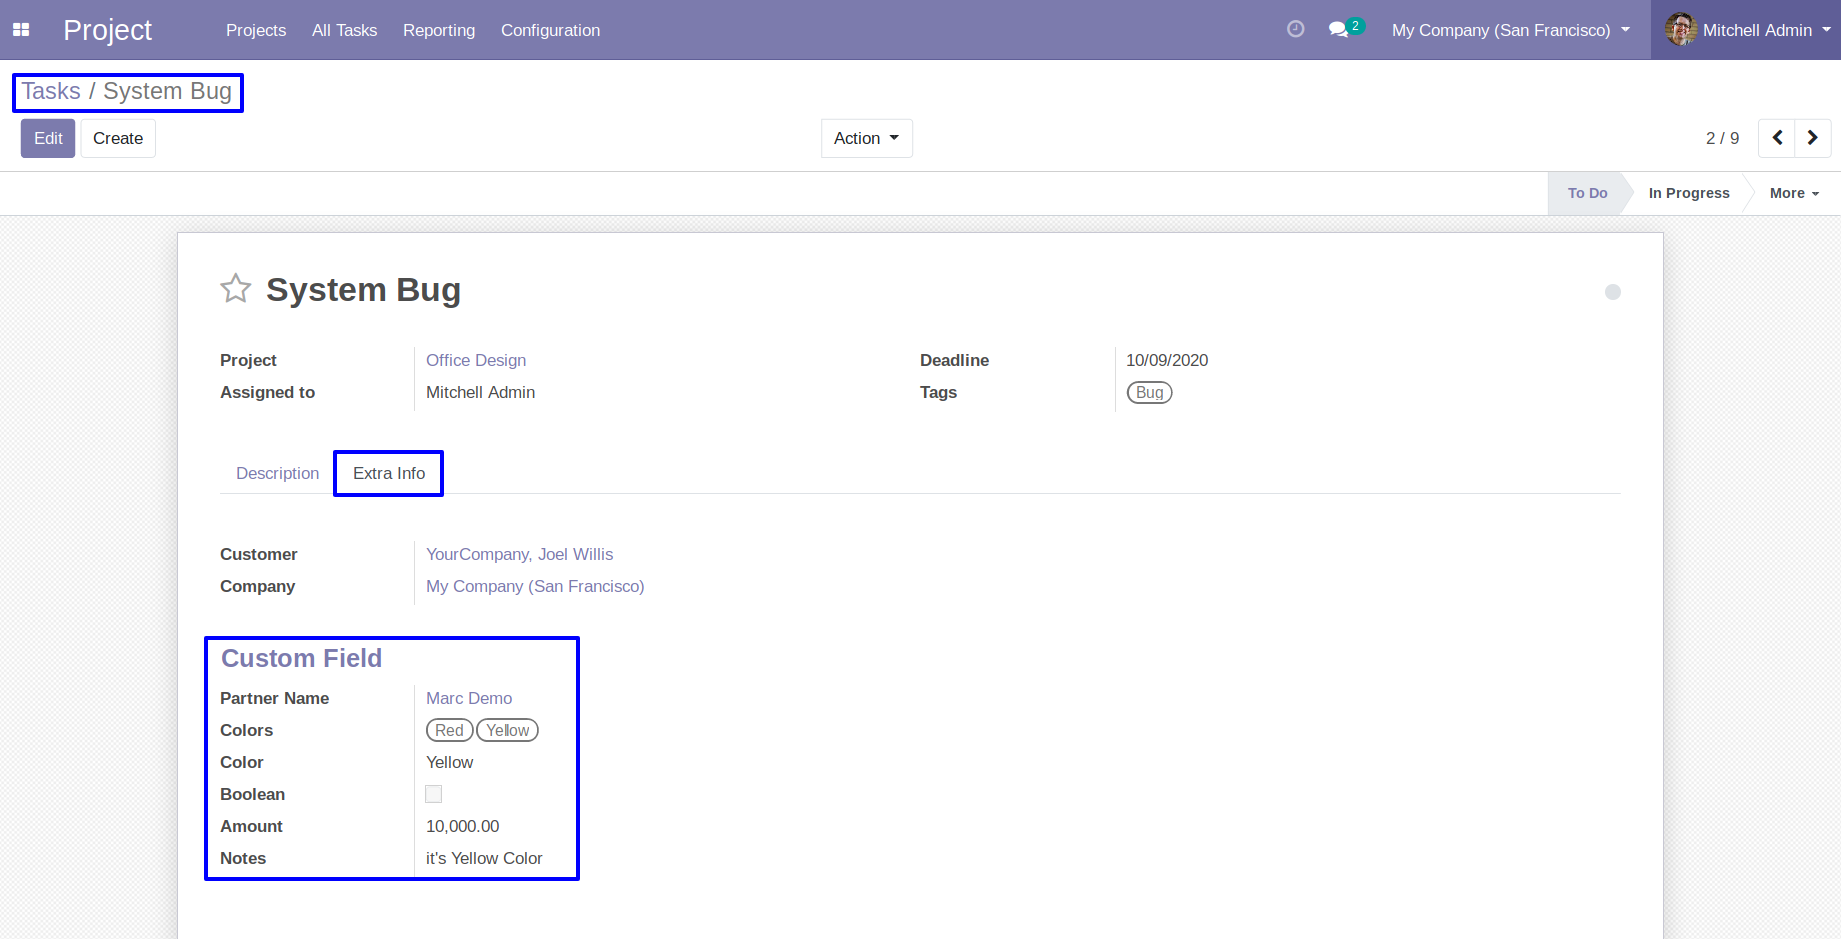 Project Projects All Tasks Reporting Configuration 2 My Company (San Francisco) Mitchell Admin
Tasks / System Bug
Edit Create Action 2 / 9
To Do In Progress More
System Bug
Project Office Design Deadline 10/09/2020
Assigned to Mitchell Admin Tags Bug
Description Extra Info
Customer YourCompany, Joel Willis
Company My Company (San Francisco)
Custom Field
Partner Name Marc Demo
Colors Red Yellow
Color Yellow
Boolean
Amount 10,000.00
Notes it's Yellow Color